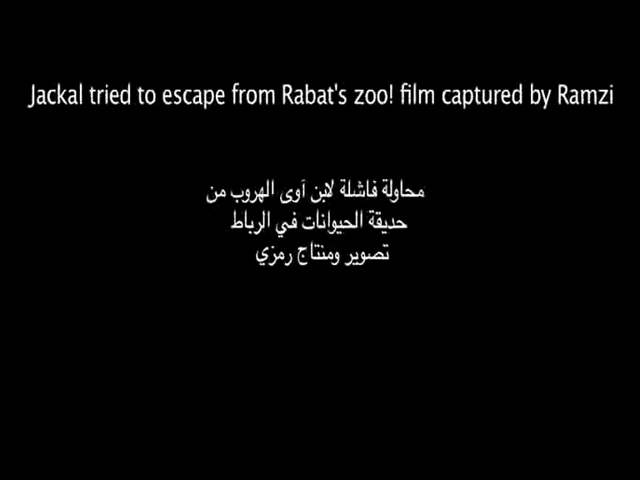 Jackal tried to escape from Rabat's zoo! film captured by Ramzi
محاولة فاشلة لابن آوى الهروب من
حديقة الحيوانات في الرباط
تصوير ومنتاج رمزي